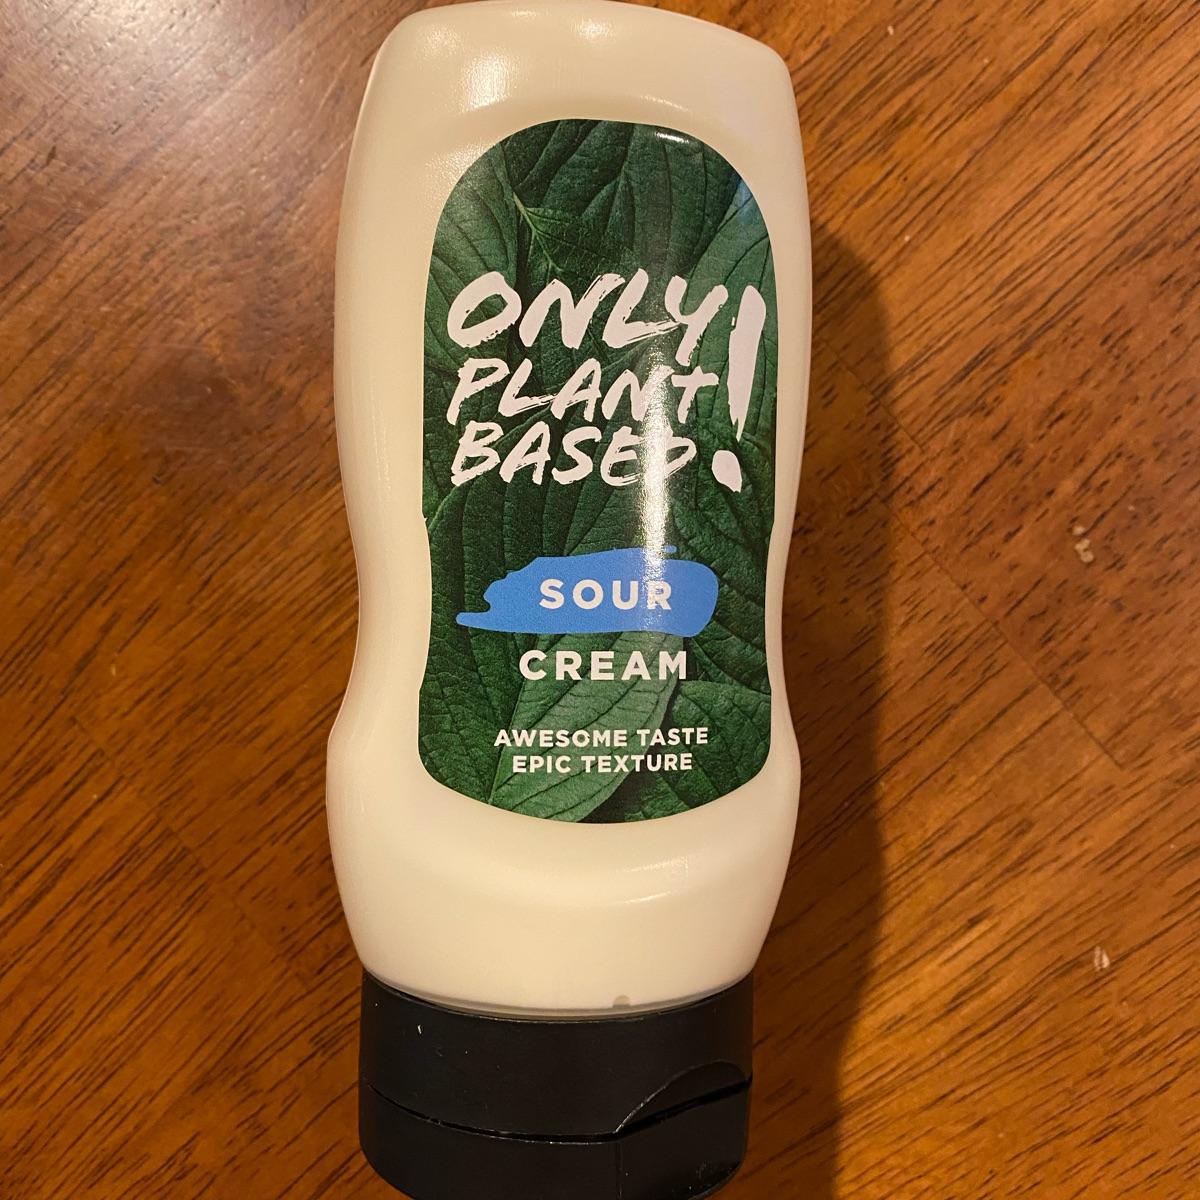 ONLY
PLANT
BASED!
SOUR
CREAM
AWESOME TASTE
EPIC TEXTURE